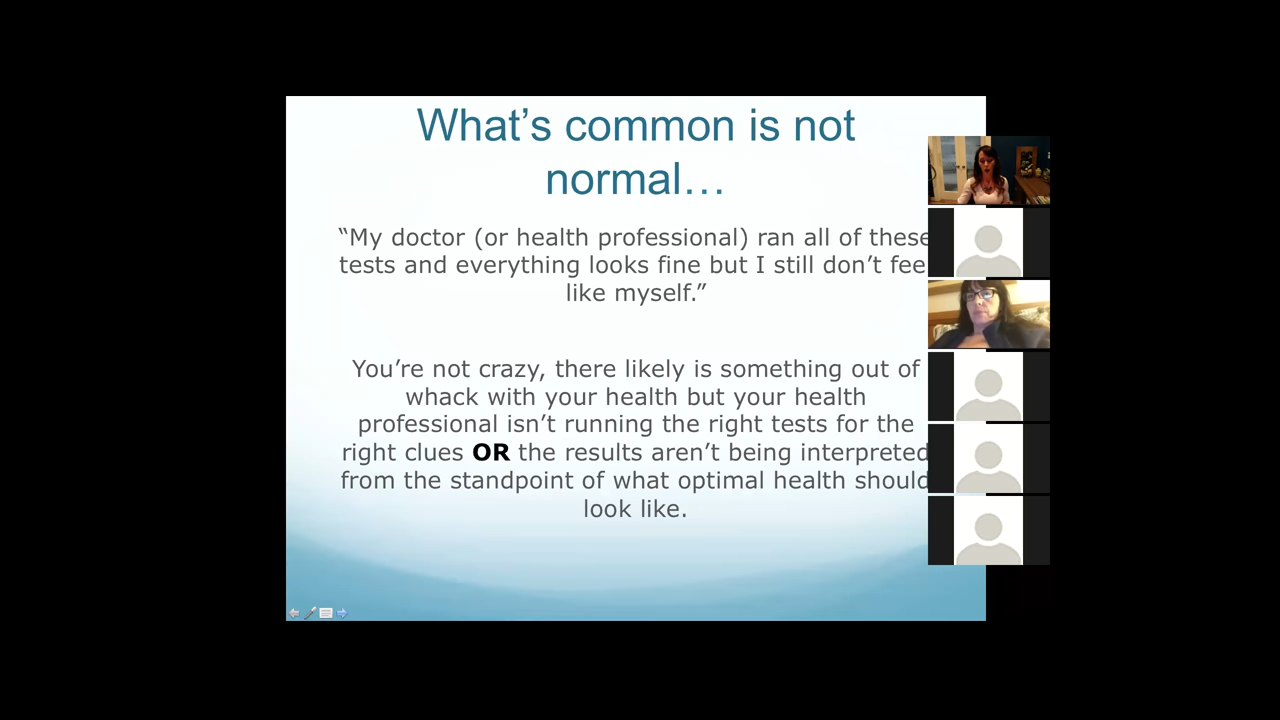 What’s common is not
normal…
“My doctor (or health professional) ran all of these
tests and everything looks fine but I still don’t fee
like myself.”
You’re not crazy, there likely is something out of
whack with your health but your health
professional isn’t running the right tests for the
right clues OR the results aren’t being interpreted
from the standpoint of what optimal health should
look like.